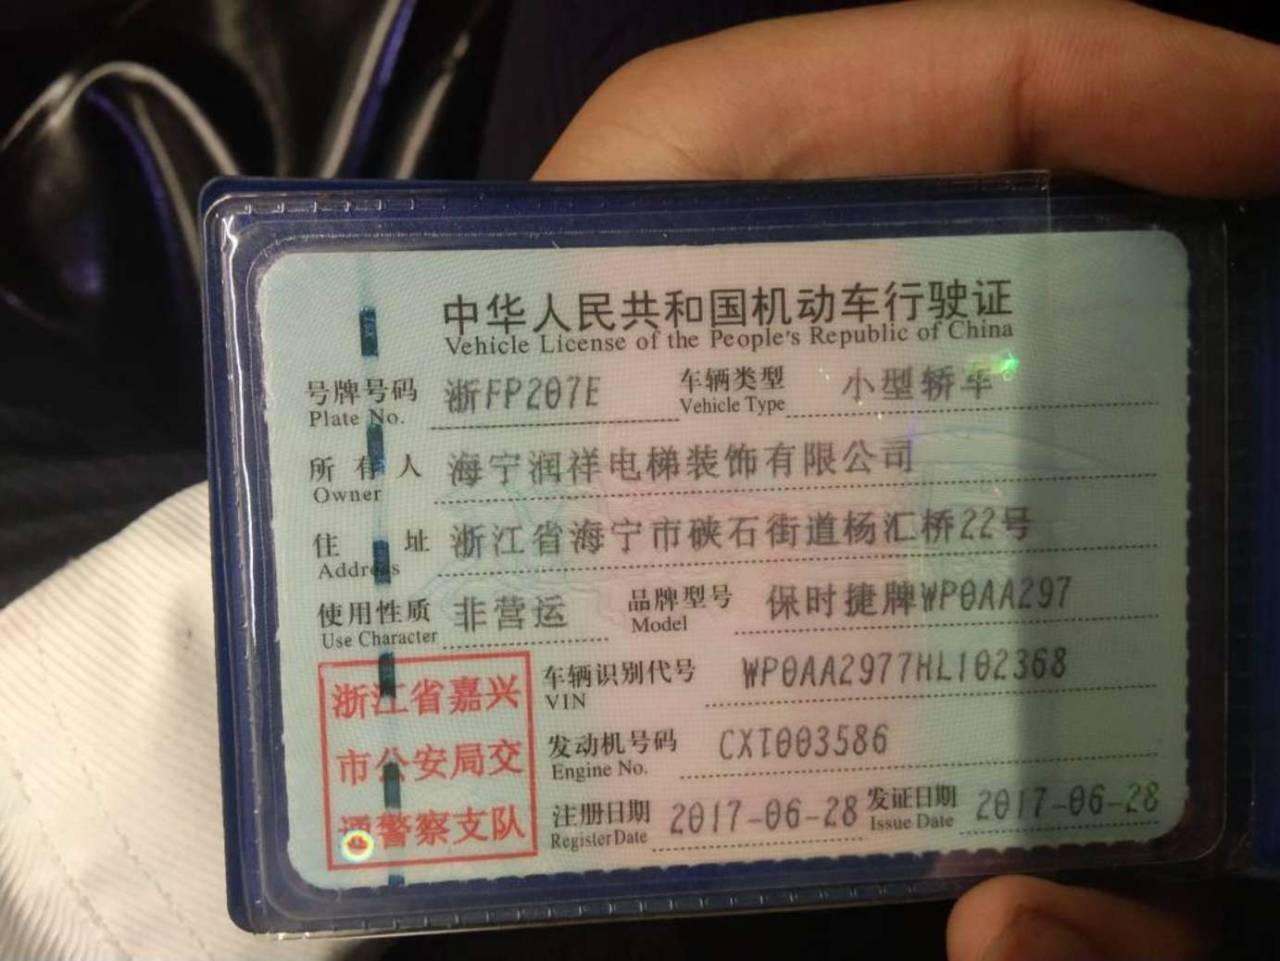 中华人民共和国机动车行驶证
Vehicle License of the People's Republic of China
号牌号码 浙FP207E 车辆类型 小型轿车
Plate No. Vehicle Type
所有人 海宁润祥电梯装饰有限公司
Owner
住址 浙江省海宁市硖石街道杨汇桥22号
Address
使用性质 非营运 品牌型号 保时捷牌WP0AA297
Use Character Model
浙江省嘉兴
市公安局交
通警察支队
车辆识别代号 WP0AA2977HL102368
VIN
发动机号码 CXT003586
Engine No.
注册日期 2017-06-28 发证日期 2017-06-28
Register Date Issue Date